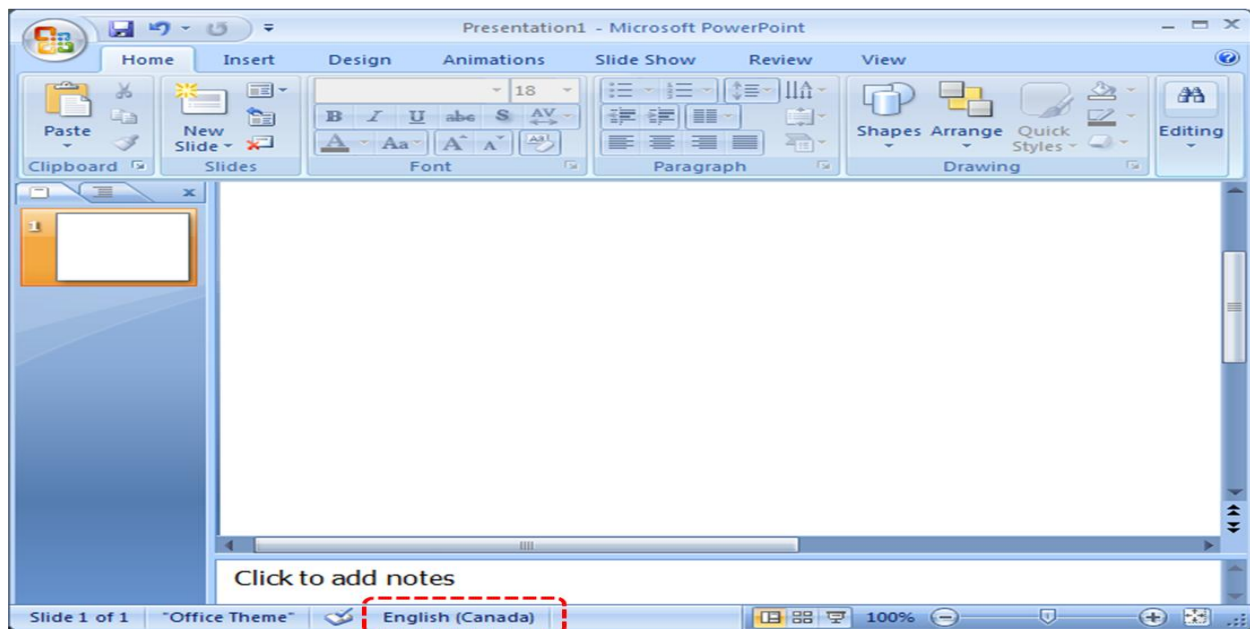 Presentation1 - Microsoft PowerPoint
Home Insert Design Animations Slide Show Review View
18
B I U abc S AV
Paste New Slide A Aa A A Shapes Arrange Quick Styles Editing
Clipboard Slides Font Paragraph Drawing
1
Click to add notes
Slide 1 of 1 "Office Theme" English (Canada) 100%